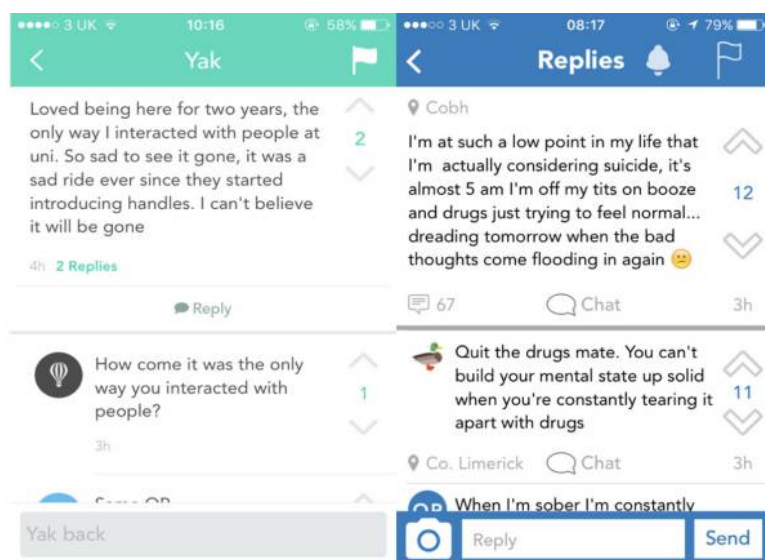 3 UK 10:16 58%
Yak
Loved being here for two years, the
only way I interacted with people at
uni. So sad to see it gone, it was a
sad ride ever since they started
introducing handles. I can't believe
it will be gone
2
4h 2 Replies
Reply
How come it was the only
way you interacted with
people?
1
3h
Same OP
Yak back
3 UK 08:17 79%
Replies
Cobh
I'm at such a low point in my life that
I'm actually considering suicide, it's
almost 5 am I'm off my tits on booze
and drugs just trying to feel normal...
dreading tomorrow when the bad
thoughts come flooding in again 😕
12
67 Chat 3h
Quit the drugs mate. You can't
build your mental state up solid
when you're constantly tearing it
apart with drugs
11
Co. Limerick Chat 3h
OP When I'm sober I'm constantly
Reply Send